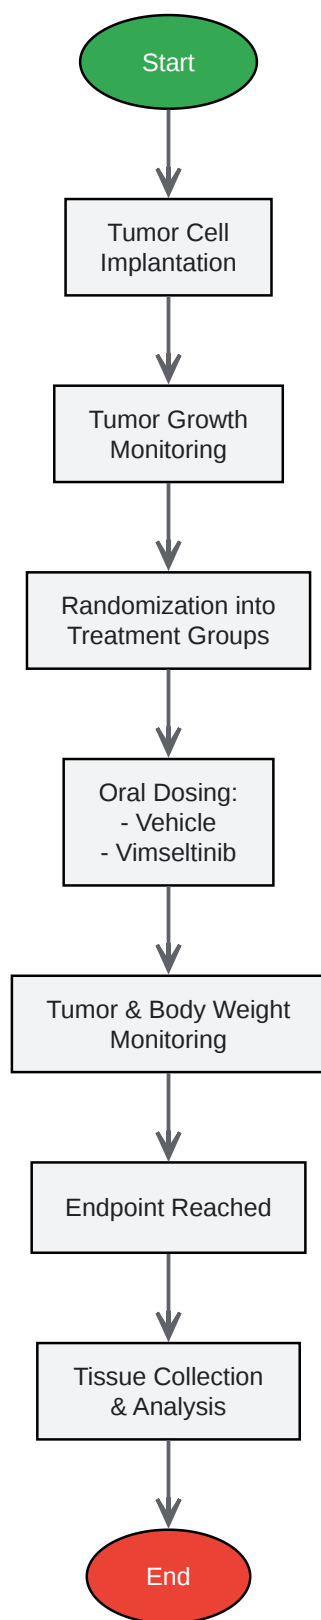 Start
Tumor Cell
Implantation
Tumor Growth
Monitoring
Randomization into
Treatment Groups
Oral Dosing:
- Vehicle
- Vimseltinib
Tumor & Body Weight
Monitoring
Endpoint Reached
Tissue Collection
& Analysis
End